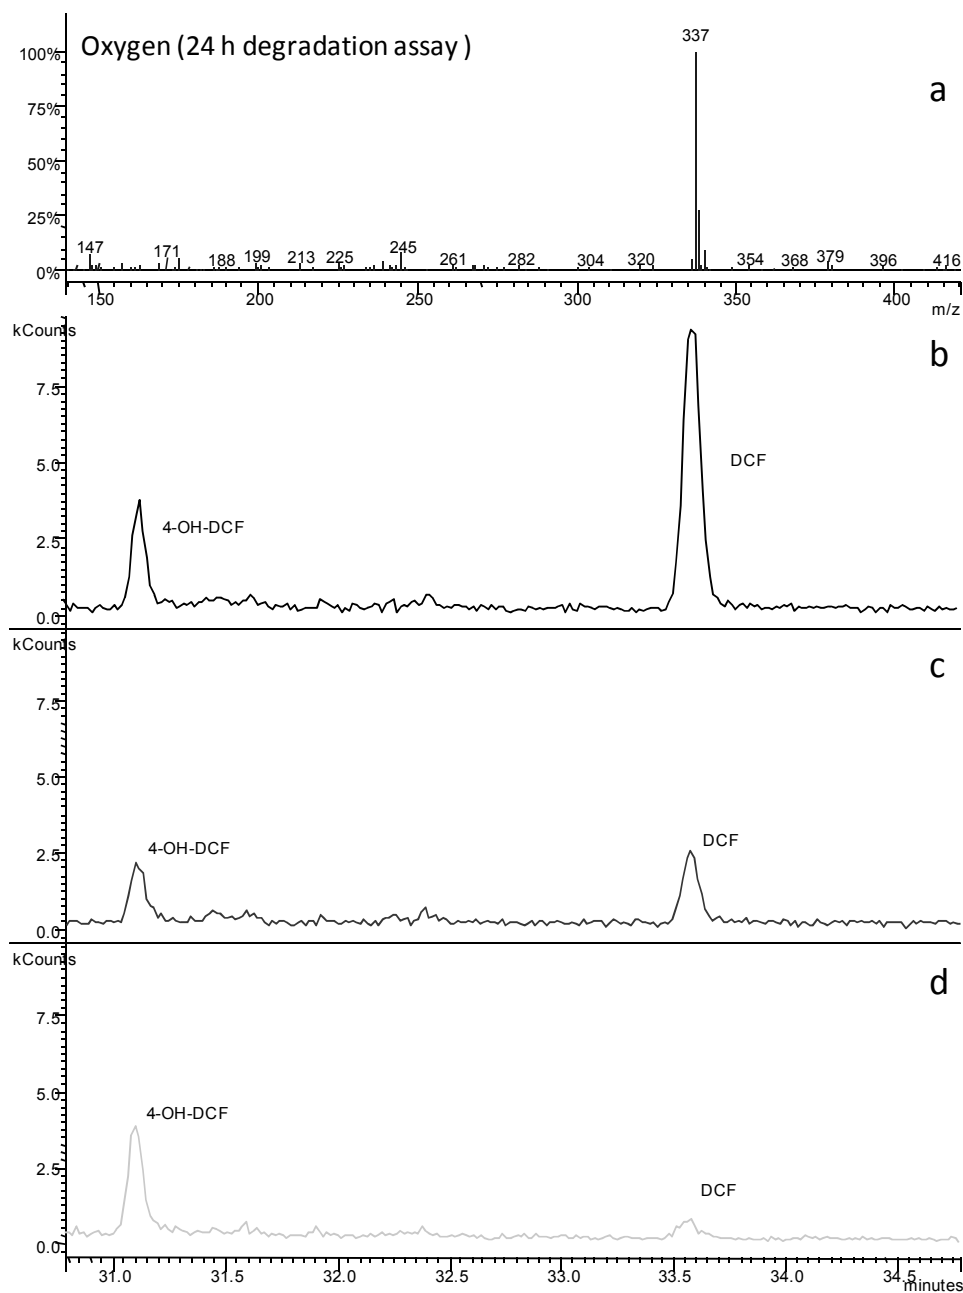 Oxygen (24 h degradation assay )
a
337
100%
75%
50%
25%
0%
147 171 188 199 213 225 245 261 282 304 320 354 368 379 396 416
150 200 250 300 350 400
m/z
kCounts
b
7.5
DCF
5.0
4-OH-DCF
2.5
0.0
kCounts
c
7.5
5.0
4-OH-DCF DCF
2.5
0.0
kCounts
d
7.5
5.0
4-OH-DCF
2.5
DCF
0.0
31.0 31.5 32.0 32.5 33.0 33.5 34.0 34.5
minutes